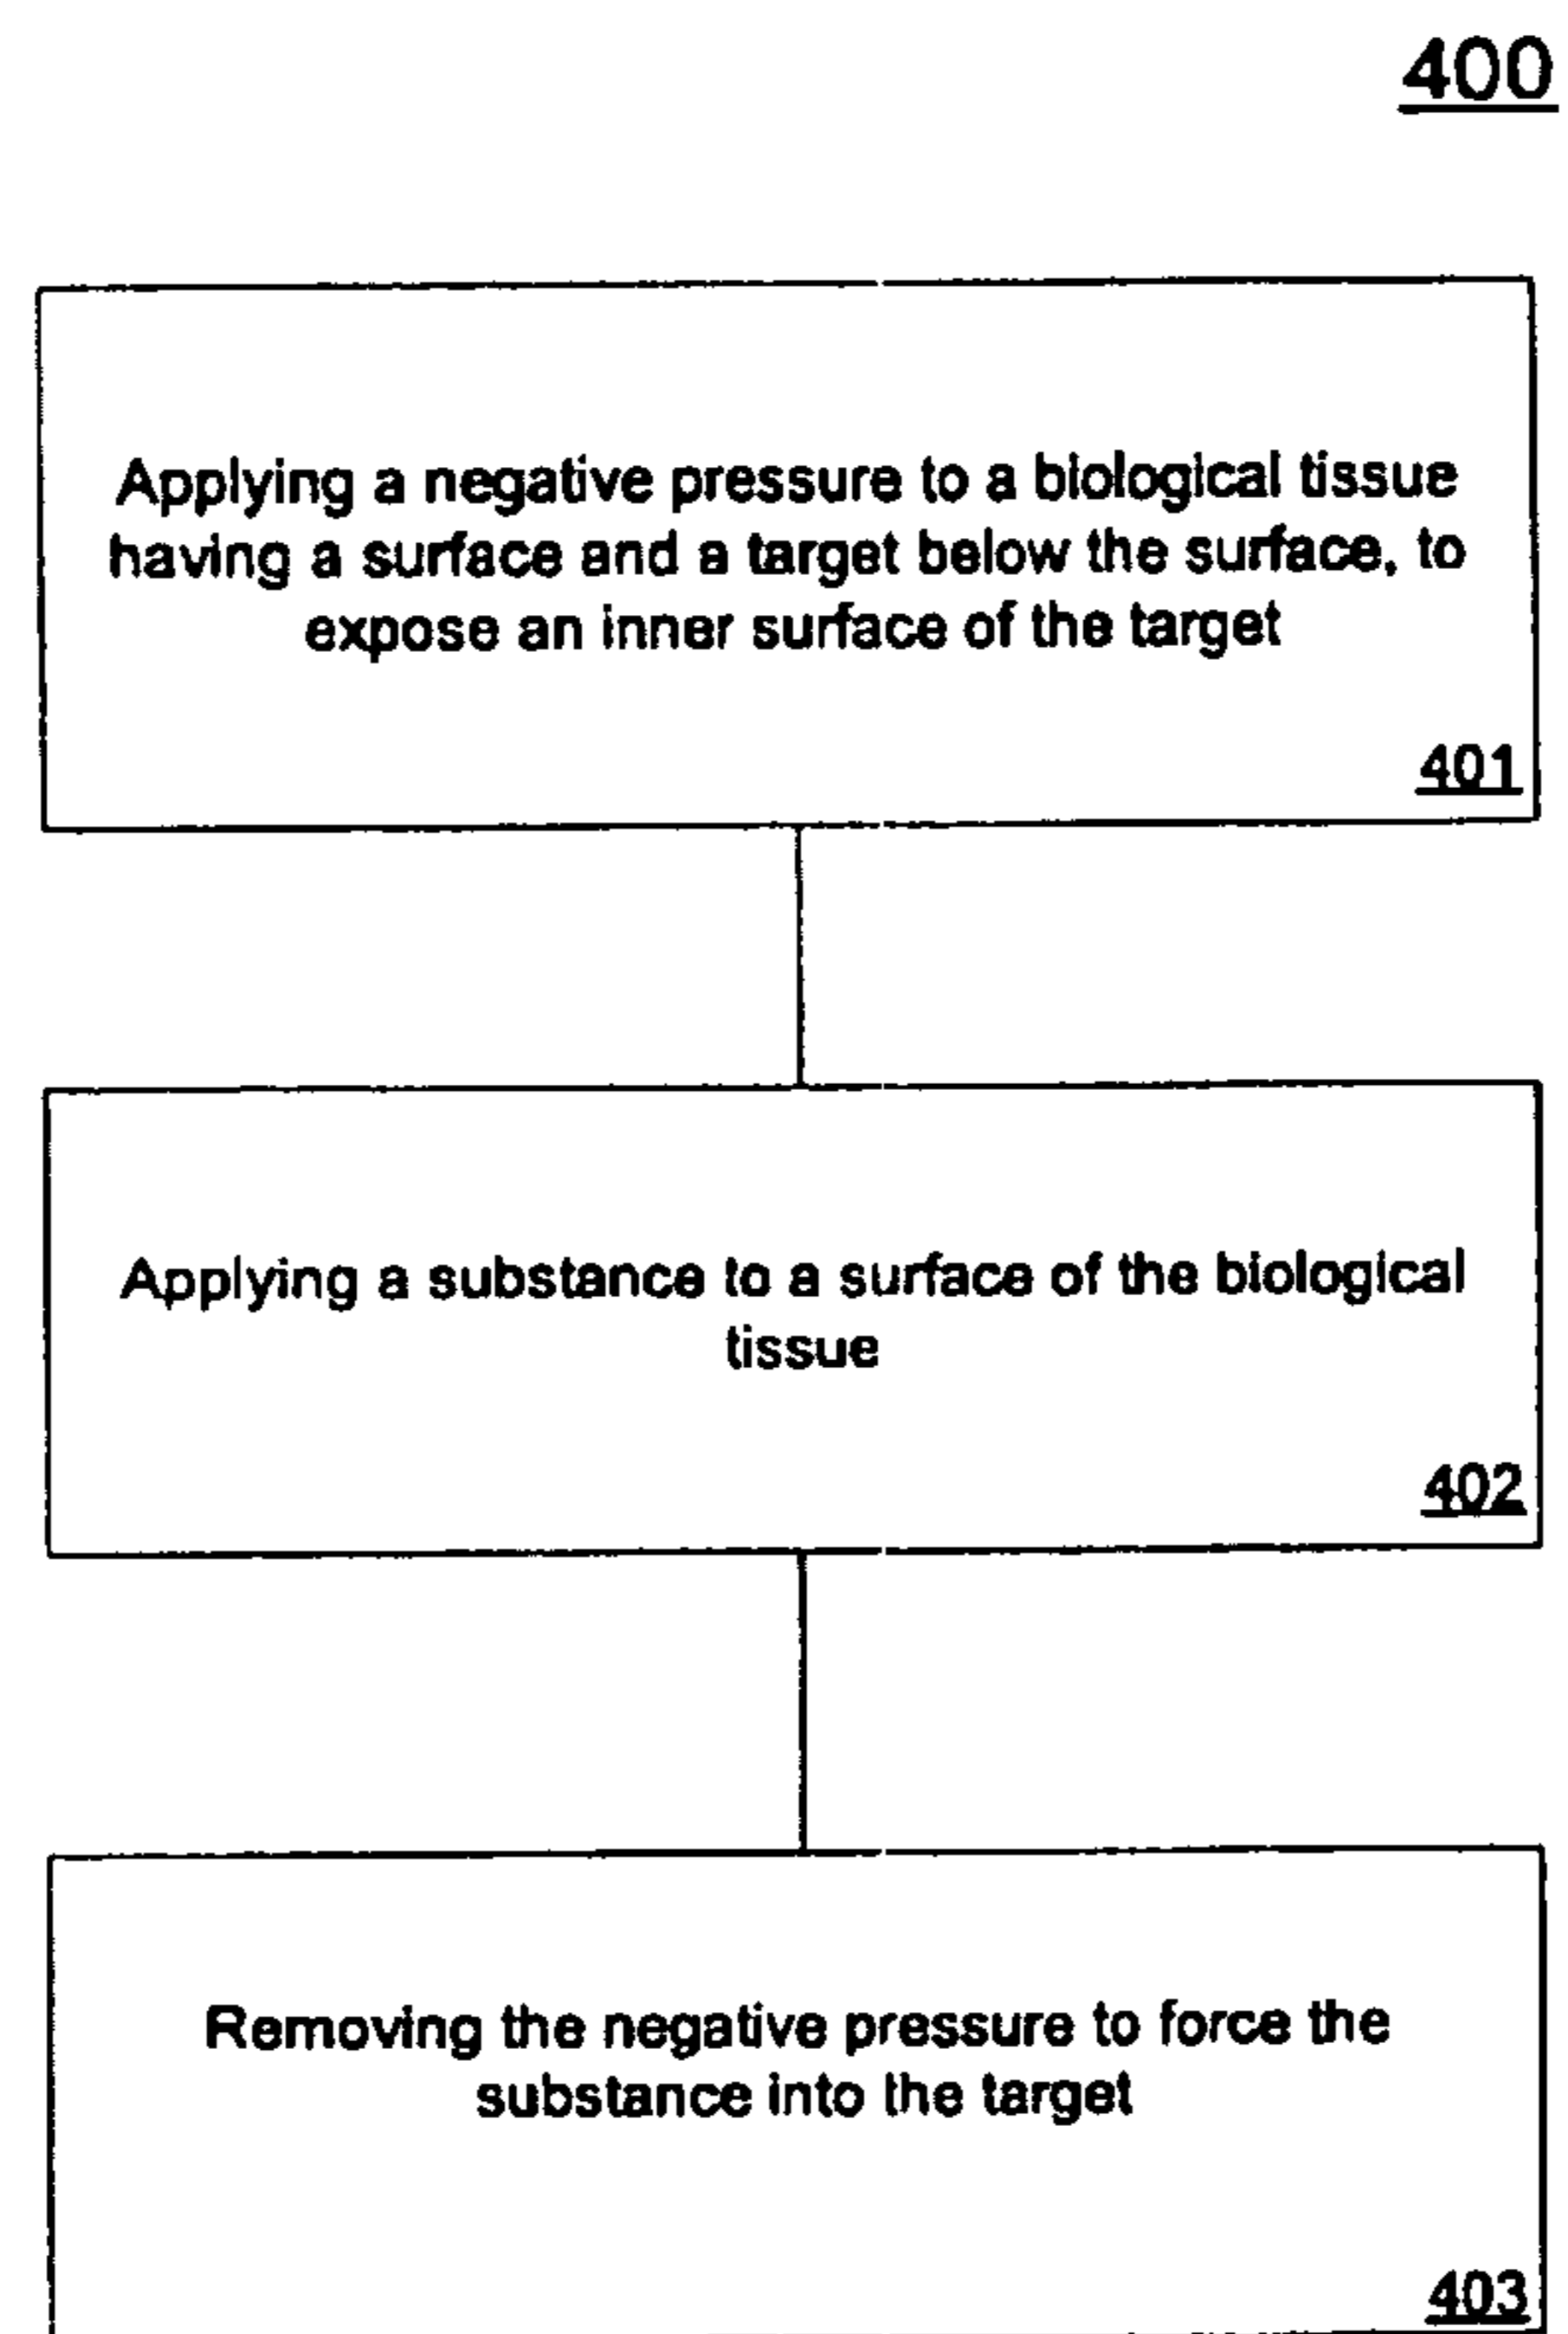 400
Applying a negative pressure to a biological tissue
having a surface and a target below the surface, to
expose an inner surface of the target
401
Applying a substance to a surface of the biological
tissue
402
Removing the negative pressure to force the
substance into the target
403